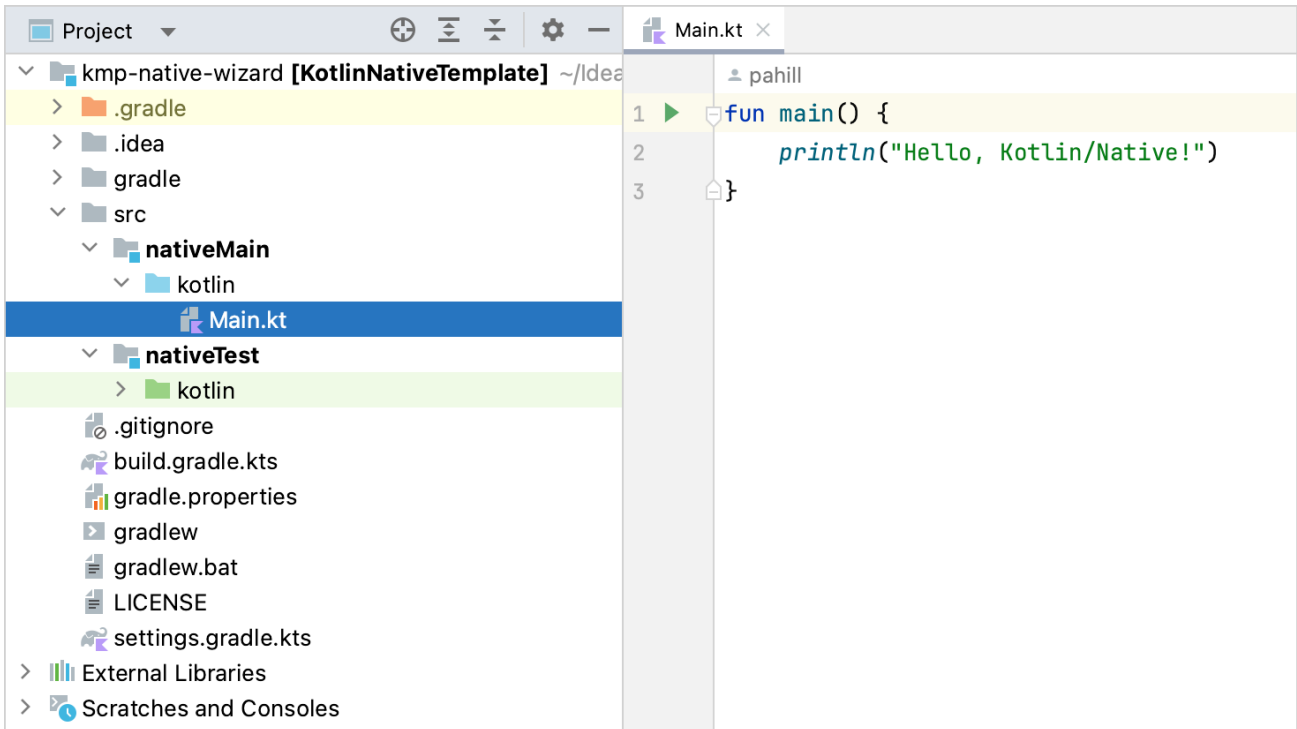 Project
Main.kt
kmp-native-wizard [KotlinNativeTemplate] ~/Idea
.gradle
.idea
gradle
src
nativeMain
kotlin
Main.kt
nativeTest
kotlin
.gitignore
build.gradle.kts
gradle.properties
gradlew
gradlew.bat
LICENSE
settings.gradle.kts
External Libraries
Scratches and Consoles
pahill
1 fun main() {
2 println("Hello, Kotlin/Native!")
3 }